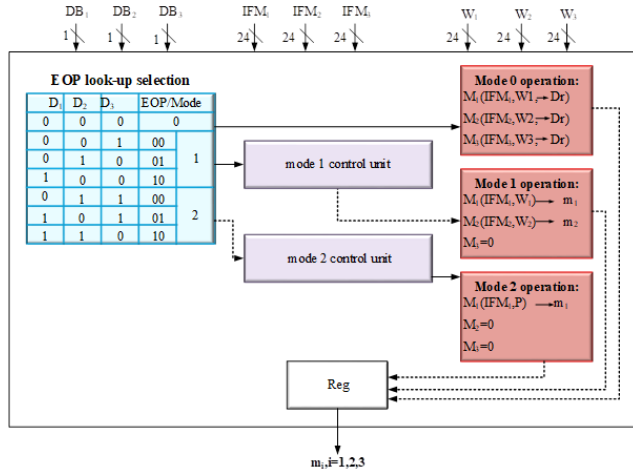 DB₁ DB₂ DB₃ IFM₁ IFM₂ IFM₃ W₁ W₂ W₃
1 1 1 24 24 24 24 24 24
EOP look-up selection
D₁ D₂ D₃ EOP/Mode
0 0 0 0
0 0 1 00
0 1 0 01
1 0 0 10
1
0 1 1 00
1 0 1 01
1 1 0 10
2
mode 1 control unit
mode 2 control unit
Mode 0 operation:
M₁(IFM₁,W1;→Dr)
M₂(IFM₂,W2;→Dr)
M₃(IFM₃,W3;→Dr)
Mode 1 operation:
M₁(IFM₁,W₁)→ m₁
M₂(IFM₂,W₂)→ m₂
M₃=0
Mode 2 operation:
M₁(IFM₁,P) →m₁
M₂=0
M₃=0
Reg
mᵢ,i=1,2,3